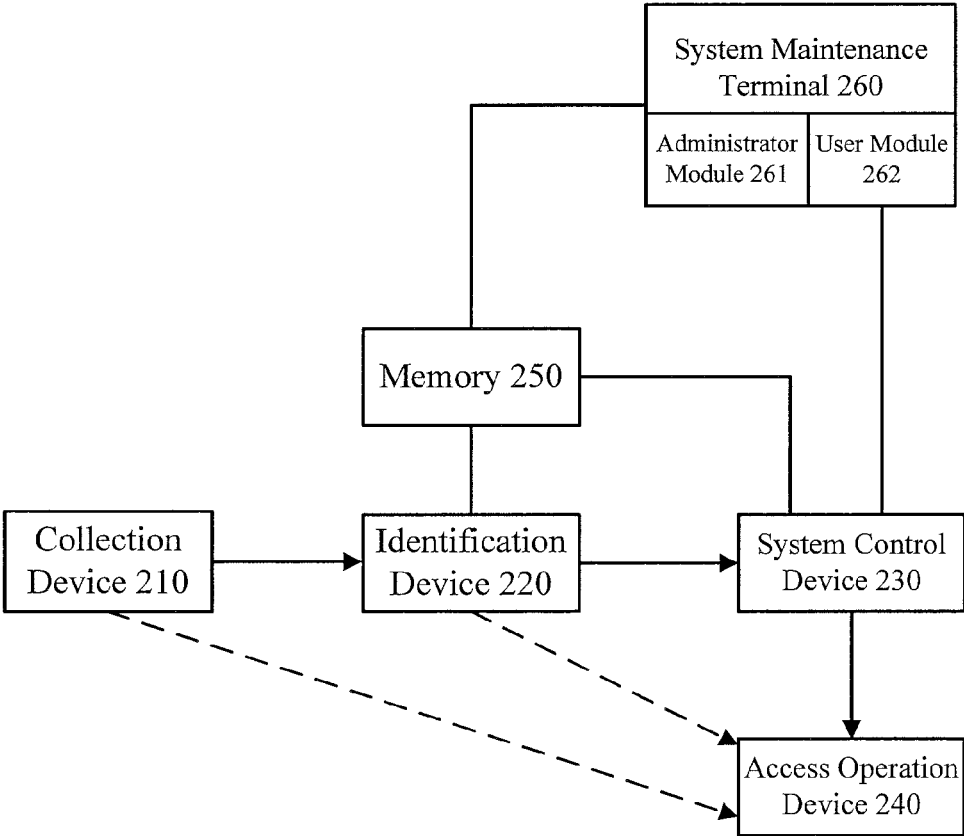 System Maintenance
Terminal 260
Administrator
Module 261
User Module
262
Memory 250
Collection
Device 210
Identification
Device 220
System Control
Device 230
Access Operation
Device 240